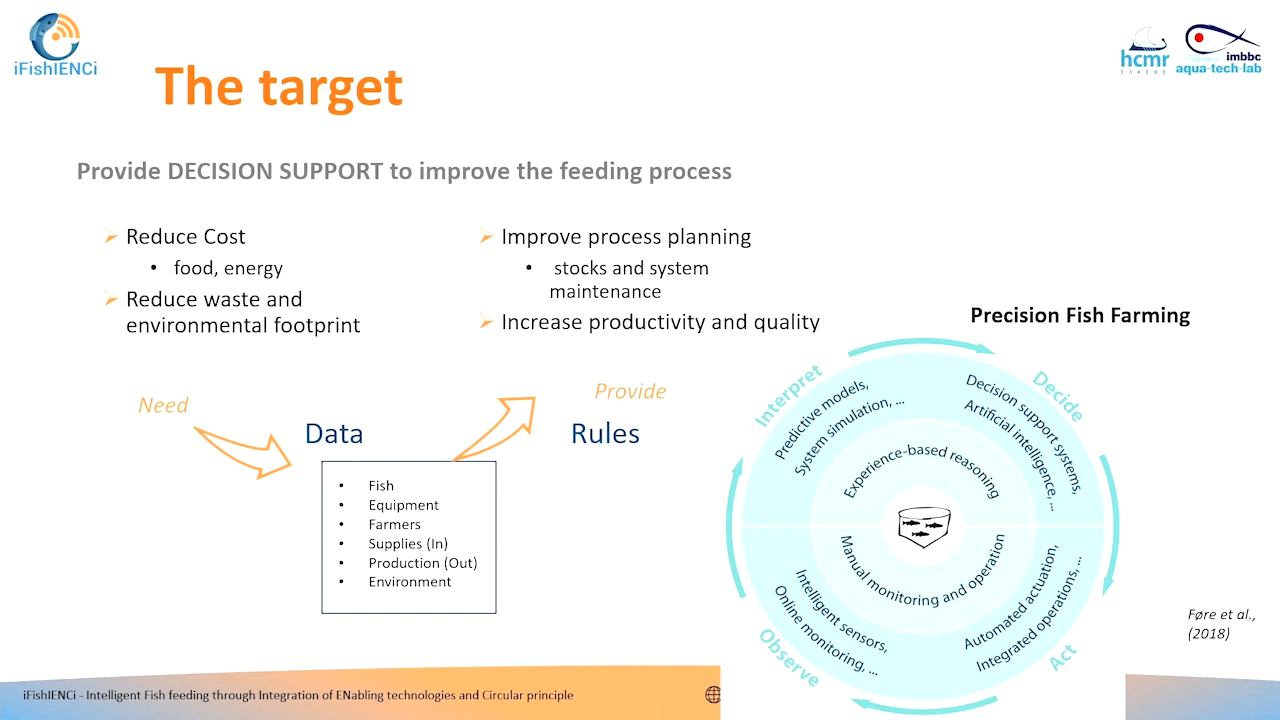 iFishIENCi
hcmr
ΕΛΚΕΘΕ
imbbc
aqua-tech-lab
The target
Provide DECISION SUPPORT to improve the feeding process
Reduce Cost
• food, energy
Reduce waste and
environmental footprint
Improve process planning
• stocks and system
maintenance
Increase productivity and quality
Need
Data
Provide
Rules
• Fish
• Equipment
• Farmers
• Supplies (In)
• Production (Out)
• Environment
Precision Fish Farming
Interpret
Predictive models,
System simulation, ...
Decide
Decision support systems,
Artificial intelligence, ...
Experience-based reasoning
Manual monitoring and operation
Observe
Intelligent sensors,
Online monitoring, ...
Act
Automated actuation,
Integrated operations, ...
Føre et al.,
(2018)
iFishIENCi - Intelligent Fish feeding through Integration of ENabling technologies and Circular principle